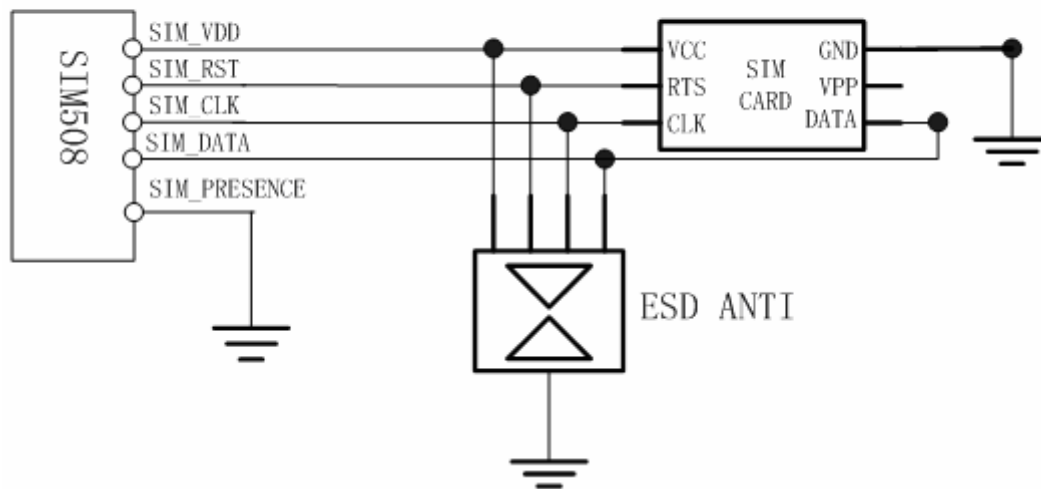 SIM508
SIM_VDD
SIM_RST
SIM_CLK
SIM_DATA
SIM_PRESENCE
VCC
RTS
CLK
SIM
CARD
GND
VPP
DATA
ESD ANTI